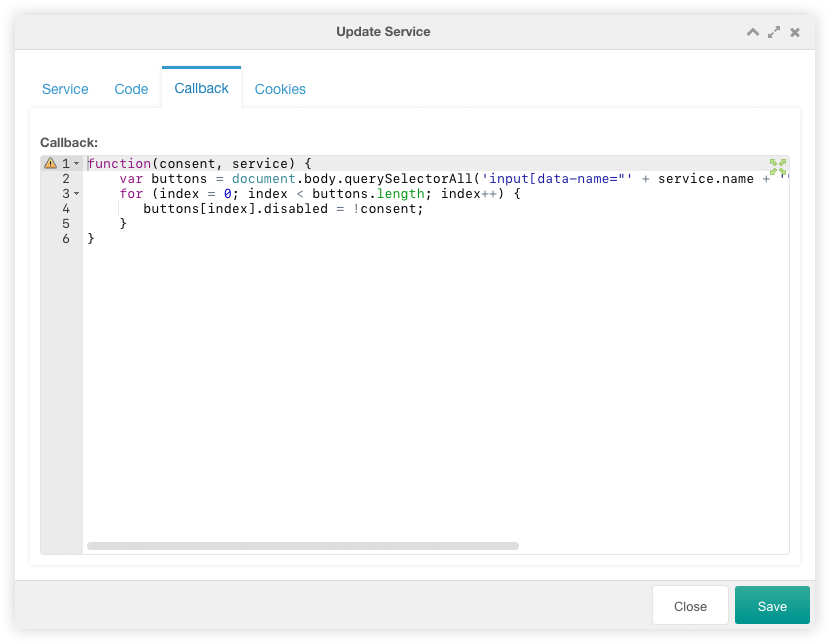 Update Service
Service Code Callback Cookies
Callback:
1 function(consent, service) {
2     var buttons = document.body.querySelectorAll('input[data-name="' + service.name + '"
3     for (index = 0; index < buttons.length; index++) {
4        buttons[index].disabled = !consent;
5     }
6 }
Close Save